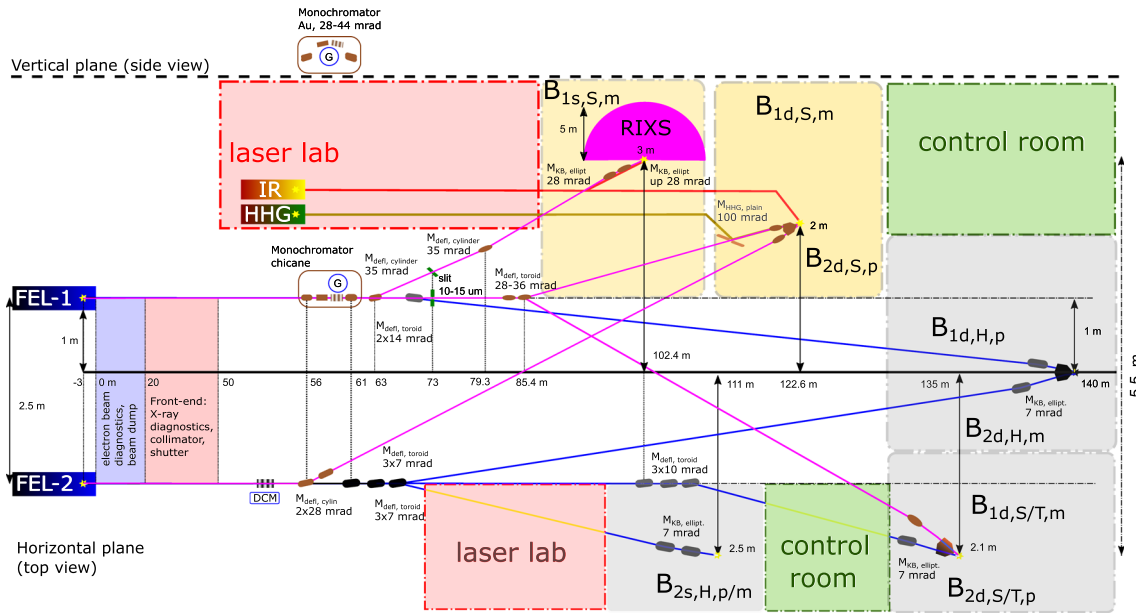 Monochromator
Au, 28-44 mrad
G
Vertical plane (side view)
B1s,S,m
5 m
RIXS
3 m
B1d,S,m
control room
laser lab
MKB, ellipt
28 mrad
MKB, ellipt
up 28 mrad
IR
HHG
MHHG, plain
100 mrad
2 m
Mdefl, cylinder
35 mrad
Monochromator
chicane
G
Mdefl, cylinder
35 mrad
slit
10-15 um
Mdefl, toroid
28-36 mrad
B2d,S,p
FEL-1
1 m
Mdefl, toroid
2x14 mrad
B1d,H,p
1 m
102.4 m
-3
0 m
20
50
56
61
63
73
79.3
85.4 m
111 m
122.6 m
135 m
140 m
5.5 m
2.5 m
electron beam
diagnostics,
beam dump
Front-end:
X-ray
diagnostics,
collimator,
shutter
MKB, ellipt.
7 mrad
B2d,H,m
Mdefl, toroid
3x7 mrad
Mdefl, toroid
3x10 mrad
FEL-2
DCM
Mdefl, cylin
2x28 mrad
Mdefl, toroid
3x7 mrad
B1d,S/T,m
Horizontal plane
(top view)
laser lab
MKB, ellipt.
7 mrad
2.5 m
control
room
MKB, ellipt.
7 mrad
2.1 m
B2s,H,p/m
B2d,S/T,p